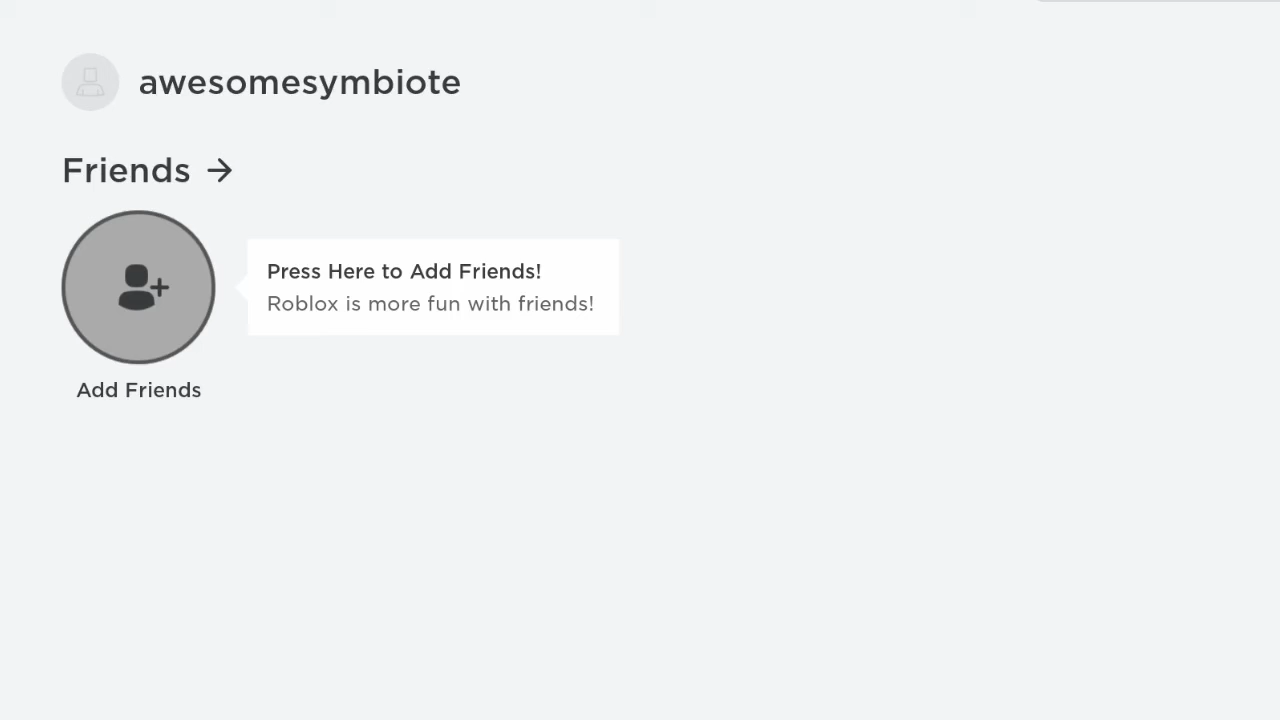 awesomesymbiote
Friends →
Press Here to Add Friends!
Roblox is more fun with friends!
Add Friends